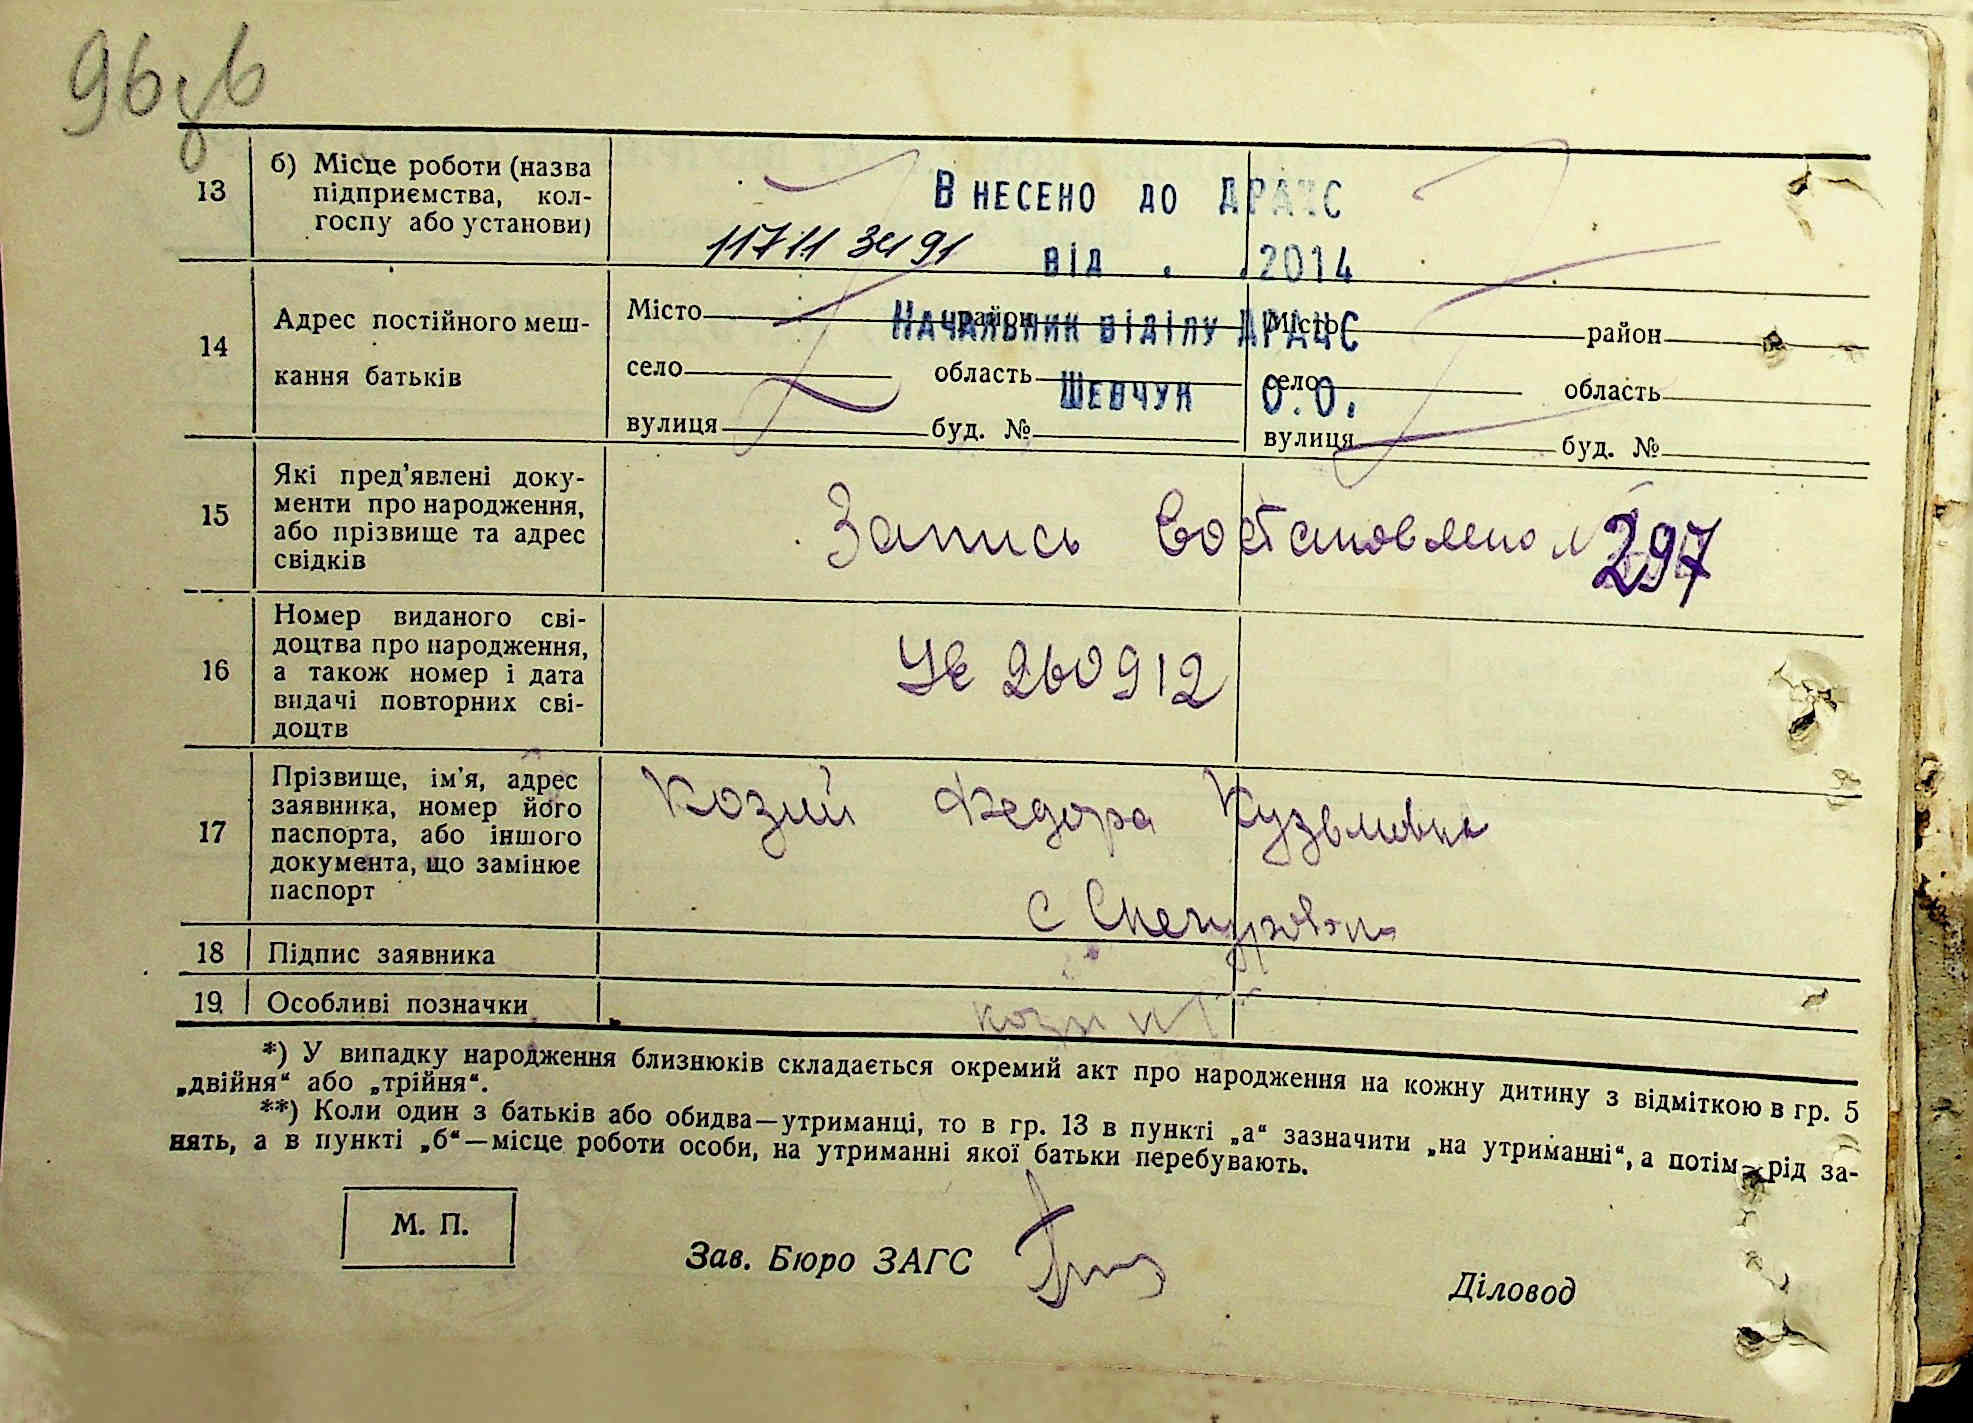 96зв
13 б) Місце роботи (назва
підприємства, кол-
госпу або установи)
ВНЕСЕНО ДО ДРАЦС
11711 3491 ВІД . . 2014
НАЧАЛЬНИК ВІДІЛУ ДРАЦС
ШЕВЧУК О.О.
14 Адрес постійного меш-
кання батьків
Місто район Місто район
село область село область
вулиця буд. № вулиця буд. №
15 Які пред'явлені доку-
менти про народження,
або прізвище та адрес
свідків
Запись востановлено № 297
16 Номер виданого сві-
доцтва про народження,
а також номер і дата
видачі повторних сві-
доцтв
УЕ 260912
17 Прізвище, ім'я, адрес
заявника, номер його
паспорта, або іншого
документа, що замінює
паспорт
Козий Федора Кузьмовна
с
18 Підпис заявника
19 Особливі позначки
*) У випадку народження близнюків складається окремий акт про народження на кожну дитину з відміткою в гр. 5
„двійня“ або „трійня“.
**) Коли один з батьків або обидва—утриманці, то в гр. 13 в пункті „а“ зазначити „на утриманні“, а потім—рід за-
нять, а в пункті „б“—місце роботи особи, на утриманні якої батьки перебувають.
М. П.
Зав. Бюро ЗАГС
Діловод